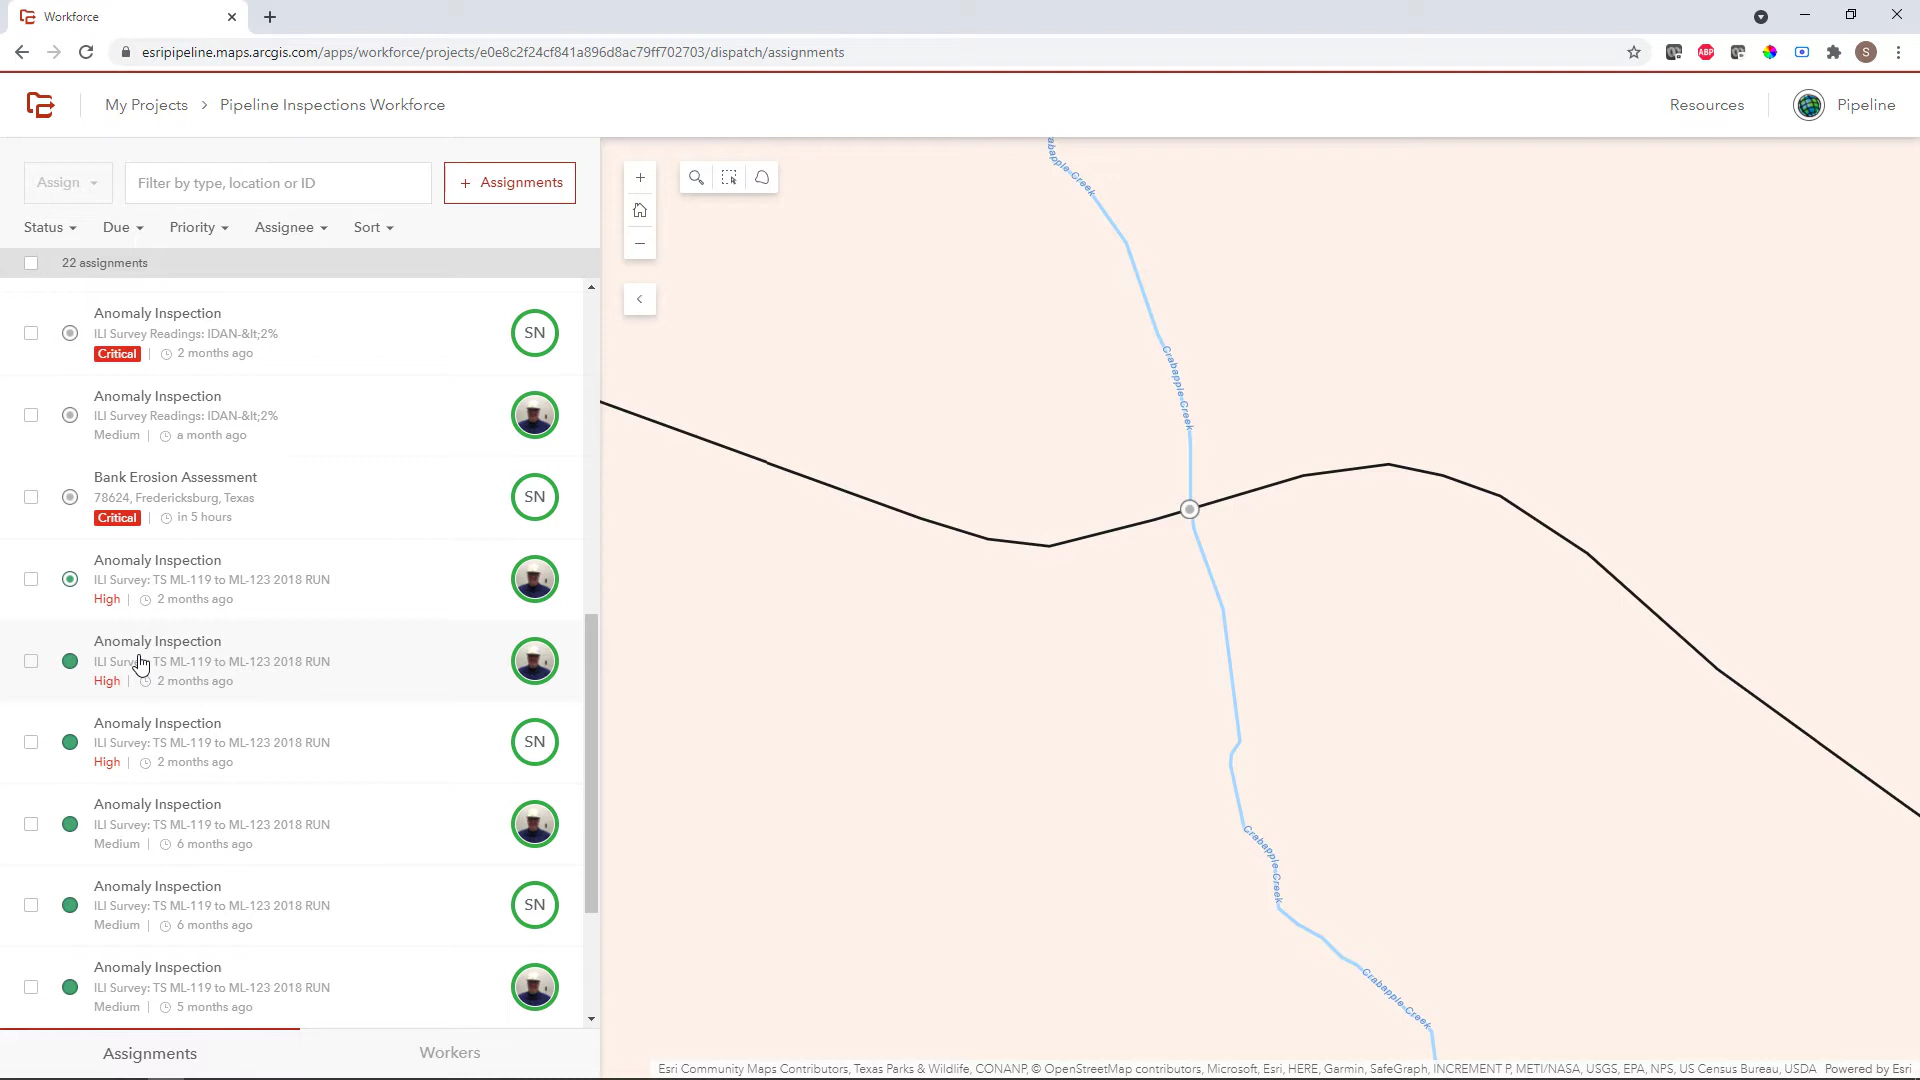 Workforce
esripipeline.maps.arcgis.com/apps/workforce/projects/e0e8c2f24cf841a896d8ac79ff702703/dispatch/assignments
ABP
S
My Projects > Pipeline Inspections Workforce
Resources
Pipeline
Assign
Filter by type, location or ID
+ Assignments
Status
Due
Priority
Assignee
Sort
22 assignments
Anomaly Inspection
ILI Survey Readings: IDAN-&lt;2%
Critical | 2 months ago
SN
Anomaly Inspection
ILI Survey Readings: IDAN-&lt;2%
Medium | a month ago
Bank Erosion Assessment
78624, Fredericksburg, Texas
Critical | in 5 hours
SN
Anomaly Inspection
ILI Survey: TS ML-119 to ML-123 2018 RUN
High | 2 months ago
Anomaly Inspection
ILI Survey: TS ML-119 to ML-123 2018 RUN
High | 2 months ago
Anomaly Inspection
ILI Survey: TS ML-119 to ML-123 2018 RUN
High | 2 months ago
SN
Anomaly Inspection
ILI Survey: TS ML-119 to ML-123 2018 RUN
Medium | 6 months ago
Anomaly Inspection
ILI Survey: TS ML-119 to ML-123 2018 RUN
Medium | 6 months ago
SN
Anomaly Inspection
ILI Survey: TS ML-119 to ML-123 2018 RUN
Medium | 5 months ago
Assignments
Workers
Crabapple Creek
Crabapple Creek
Crabapple Creek
Crabapple Creek
Esri Community Maps Contributors, Texas Parks & Wildlife, CONANP, © OpenStreetMap contributors, Microsoft, Esri, HERE, Garmin, SafeGraph, INCREMENT P, METI/NASA, USGS, EPA, NPS, US Census Bureau, USDA
Powered by Esri